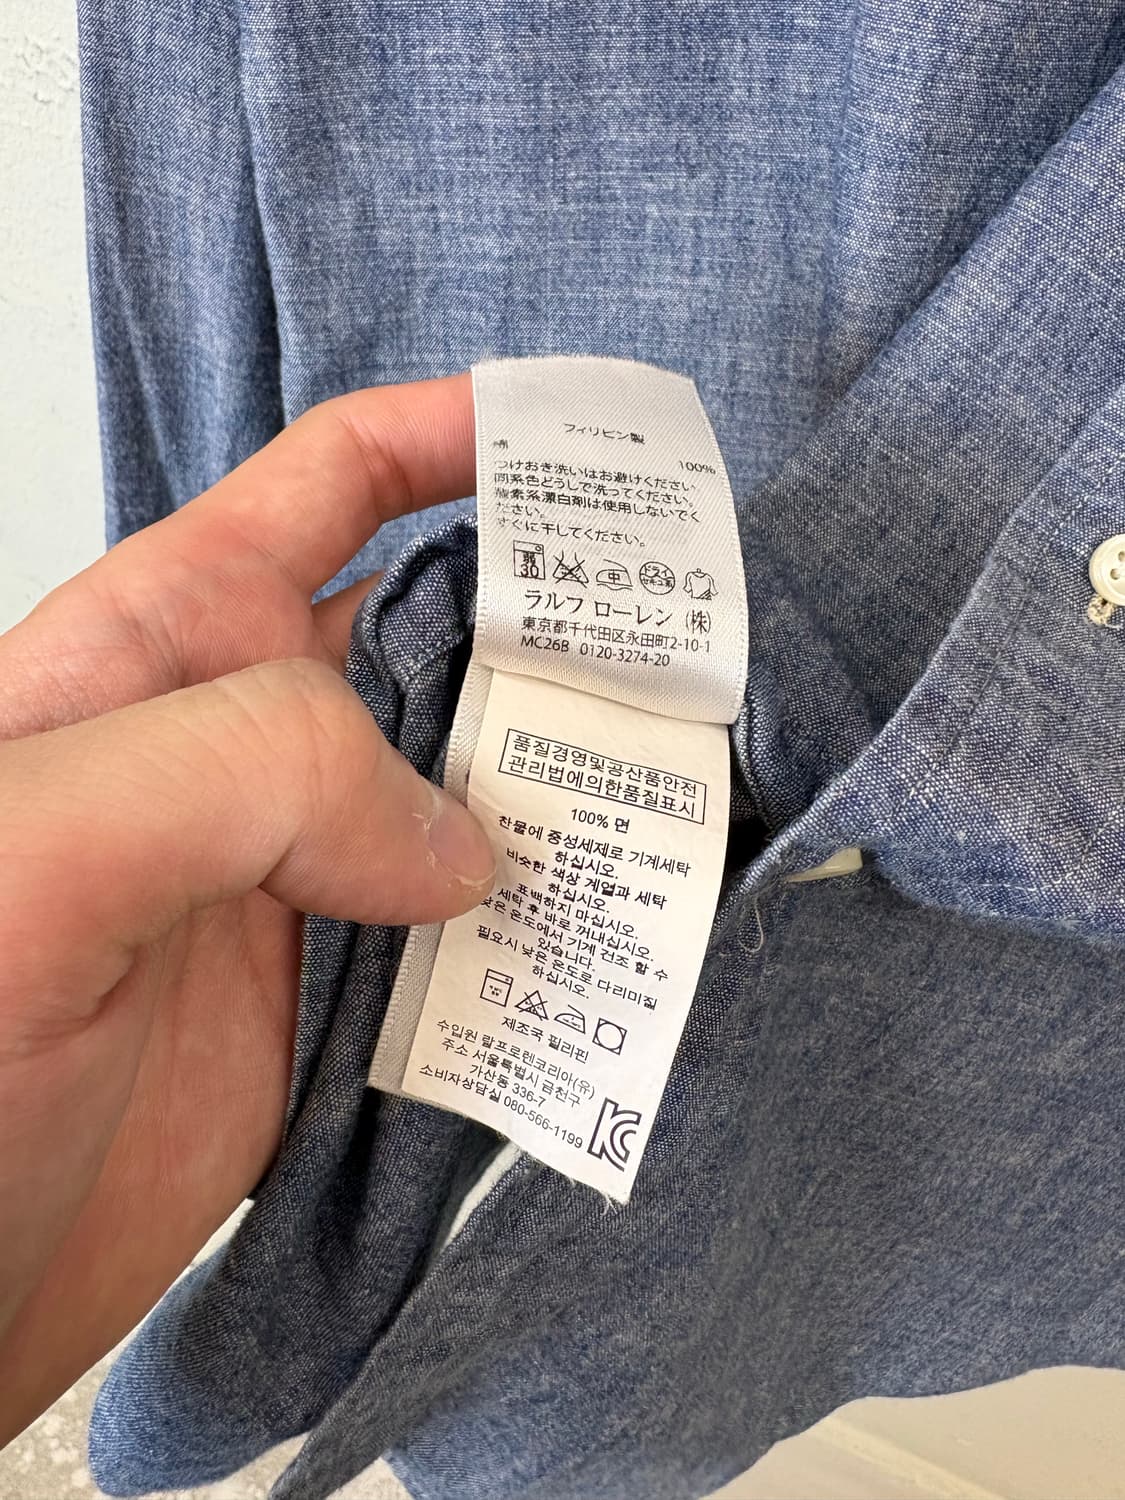 フィリピン製
綿 100%
つけおき洗いはお避けください。
同系色どうしで洗ってください。
酸素系漂白剤は使用しないでく
ださい。
すぐに干してください。
弱
30
中
ドライ
セキユ系
ラルフ ローレン (株)
東京都千代田区永田町2-10-1
MC26B 0120-3274-20
품질경영및공산품안전
관리법에의한품질표시
100% 면
찬물에 중성세제로 기계세탁
하십시오.
비슷한 색상 계열과 세탁
하십시오.
표백하지 마십시오.
세탁 후 바로 꺼내십시오.
낮은 온도에서 기계 건조 할 수
있습니다.
필요시 낮은 온도로 다리미질
하십시오.
제조국 필리핀
수입원 랄프로렌코리아(유)
주소 서울특별시 금천구
가산동 336-7
소비자상담실 080-566-1199
KC